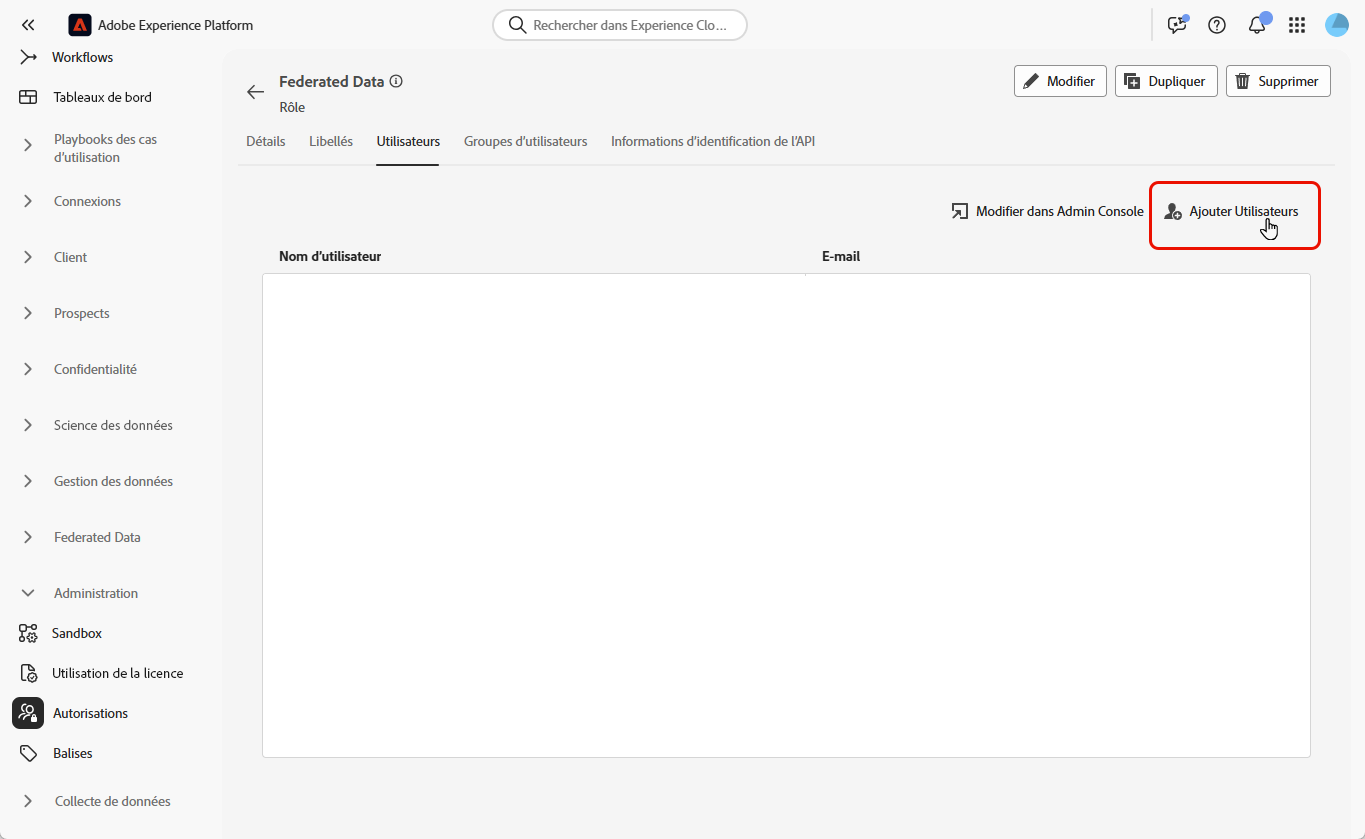 Adobe Experience Platform
Rechercher dans Experience Clo...
Workflows
Tableaux de bord
Playbooks des cas
d'utilisation
Connexions
Client
Prospects
Confidentialité
Science des données
Gestion des données
Federated Data
Administration
Sandbox
Utilisation de la licence
Autorisations
Balises
Collecte de données
Federated Data
Rôle
Modifier
Dupliquer
Supprimer
Détails
Libellés
Utilisateurs
Groupes d'utilisateurs
Informations d'identification de l'API
Modifier dans Admin Console
Ajouter Utilisateurs
Nom d'utilisateur
E-mail